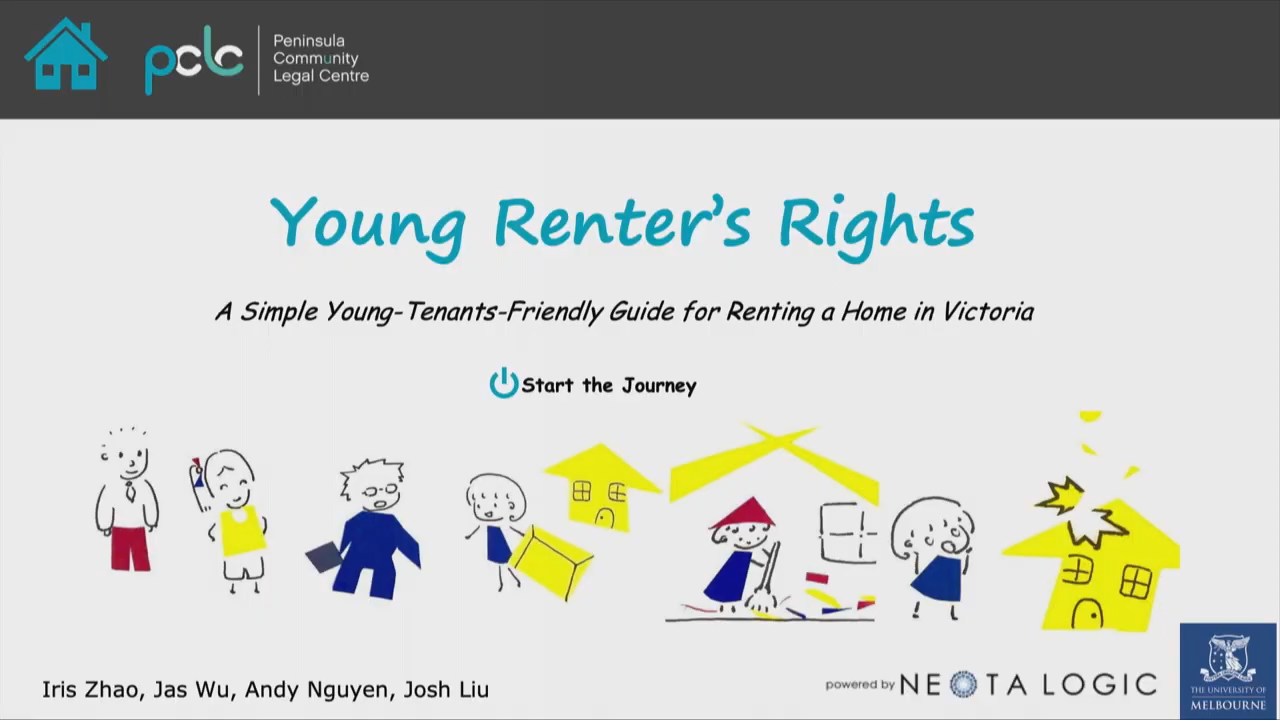 pclc
Peninsula
Community
Legal Centre
Young Renter's Rights
A Simple Young-Tenants-Friendly Guide for Renting a Home in Victoria
Start the Journey
Iris Zhao, Jas Wu, Andy Nguyen, Josh Liu
powered by NEOTA LOGIC
THE UNIVERSITY OF
MELBOURNE